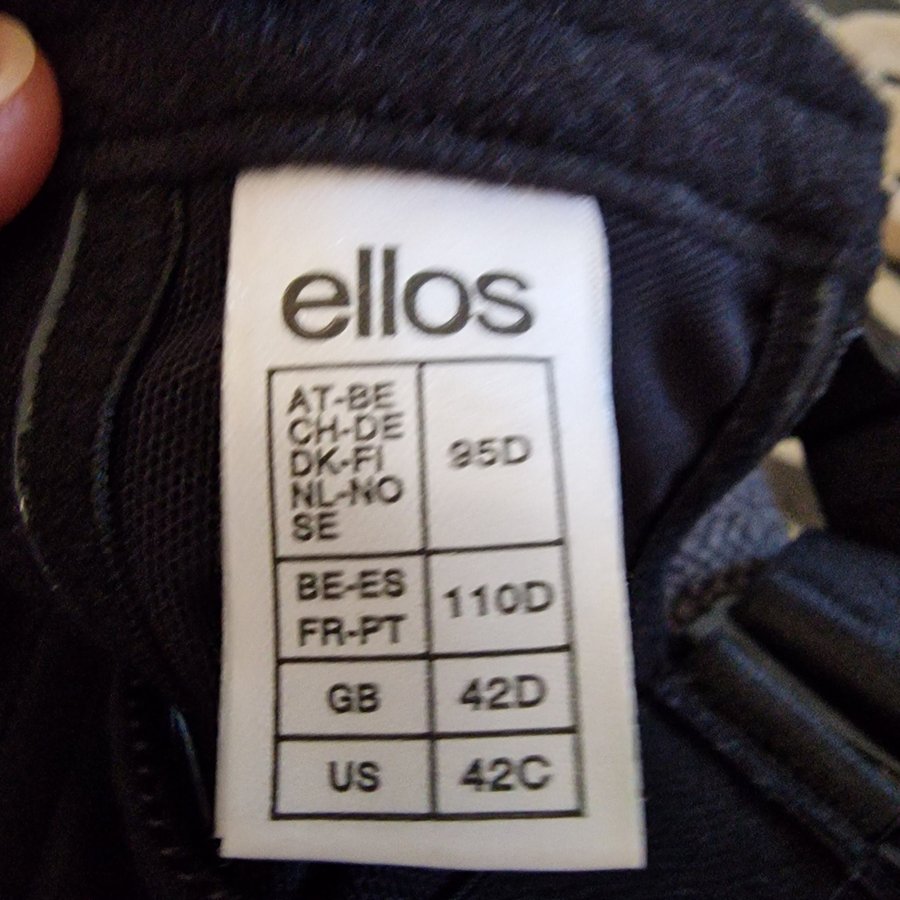 ellos
AT-BE
CH-DE
DK-FI
NL-NO
SE
95D
BE-ES
FR-PT
110D
GB
42D
US
42C